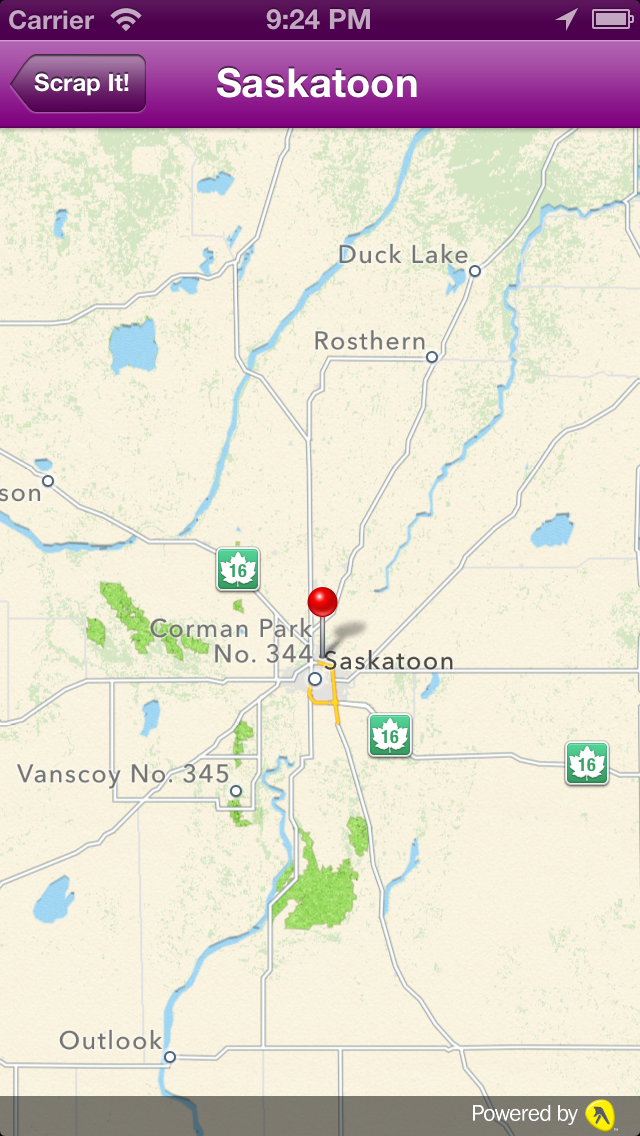 Carrier 9:24 PM
Scrap It! Saskatoon
Duck Lake
Rosthern
son
16
Corman Park
No. 344
Saskatoon
16
16
Vanscoy No. 345
Outlook
Powered by